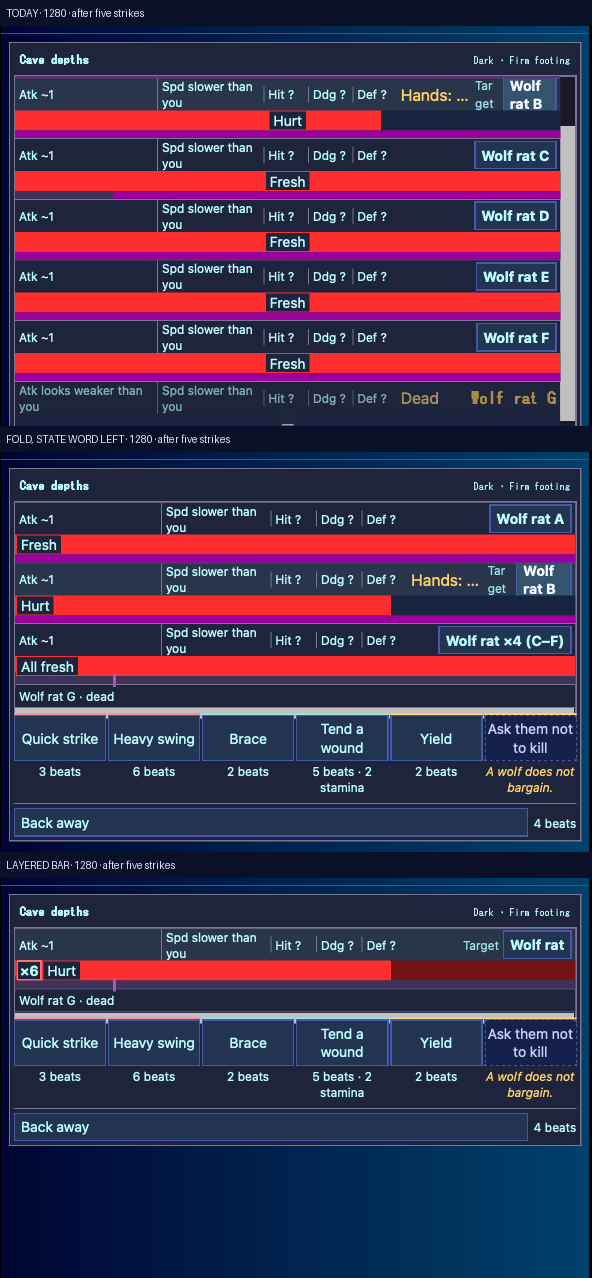 TODAY · 1280 · after five strikes
Cave depths
Dark · Firm footing
Atk ~1
Spd slower than
you
Hit ?
Ddg ?
Def ?
Hands: ...
Tar
get
Wolf
rat B
Hurt
Atk ~1
Spd slower than
you
Hit ?
Ddg ?
Def ?
Wolf rat C
Fresh
Atk ~1
Spd slower than
you
Hit ?
Ddg ?
Def ?
Wolf rat D
Fresh
Atk ~1
Spd slower than
you
Hit ?
Ddg ?
Def ?
Wolf rat E
Fresh
Atk ~1
Spd slower than
you
Hit ?
Ddg ?
Def ?
Wolf rat F
Fresh
Atk looks weaker than
you
Spd slower than
you
Hit ?
Ddg ?
Def ?
Dead
Wolf rat G
FOLD, STATE WORD LEFT · 1280 · after five strikes
Cave depths
Dark · Firm footing
Atk ~1
Spd slower than
you
Hit ?
Ddg ?
Def ?
Wolf rat A
Fresh
Atk ~1
Spd slower than
you
Hit ?
Ddg ?
Def ?
Hands: ...
Tar
get
Wolf
rat B
Hurt
Atk ~1
Spd slower than
you
Hit ?
Ddg ?
Def ?
Wolf rat ×4 (C–F)
All fresh
Wolf rat G · dead
Quick strike
3 beats
Heavy swing
6 beats
Brace
2 beats
Tend a
wound
5 beats · 2
stamina
Yield
2 beats
Ask them not
to kill
A wolf does not
bargain.
Back away
4 beats
LAYERED BAR · 1280 · after five strikes
Cave depths
Dark · Firm footing
Atk ~1
Spd slower than
you
Hit ?
Ddg ?
Def ?
Target
Wolf rat
×6
Hurt
Wolf rat G · dead
Quick strike
3 beats
Heavy swing
6 beats
Brace
2 beats
Tend a
wound
5 beats · 2
stamina
Yield
2 beats
Ask them not
to kill
A wolf does not
bargain.
Back away
4 beats